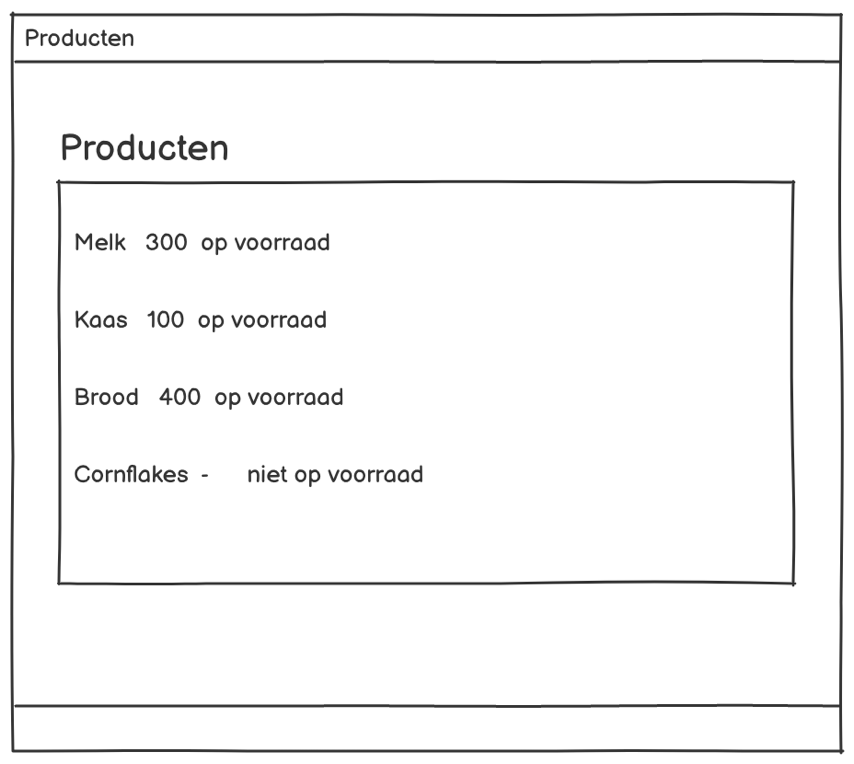 Producten
Producten
Melk 300 op voorraad
Kaas 100 op voorraad
Brood 400 op voorraad
Cornflakes - niet op voorraad